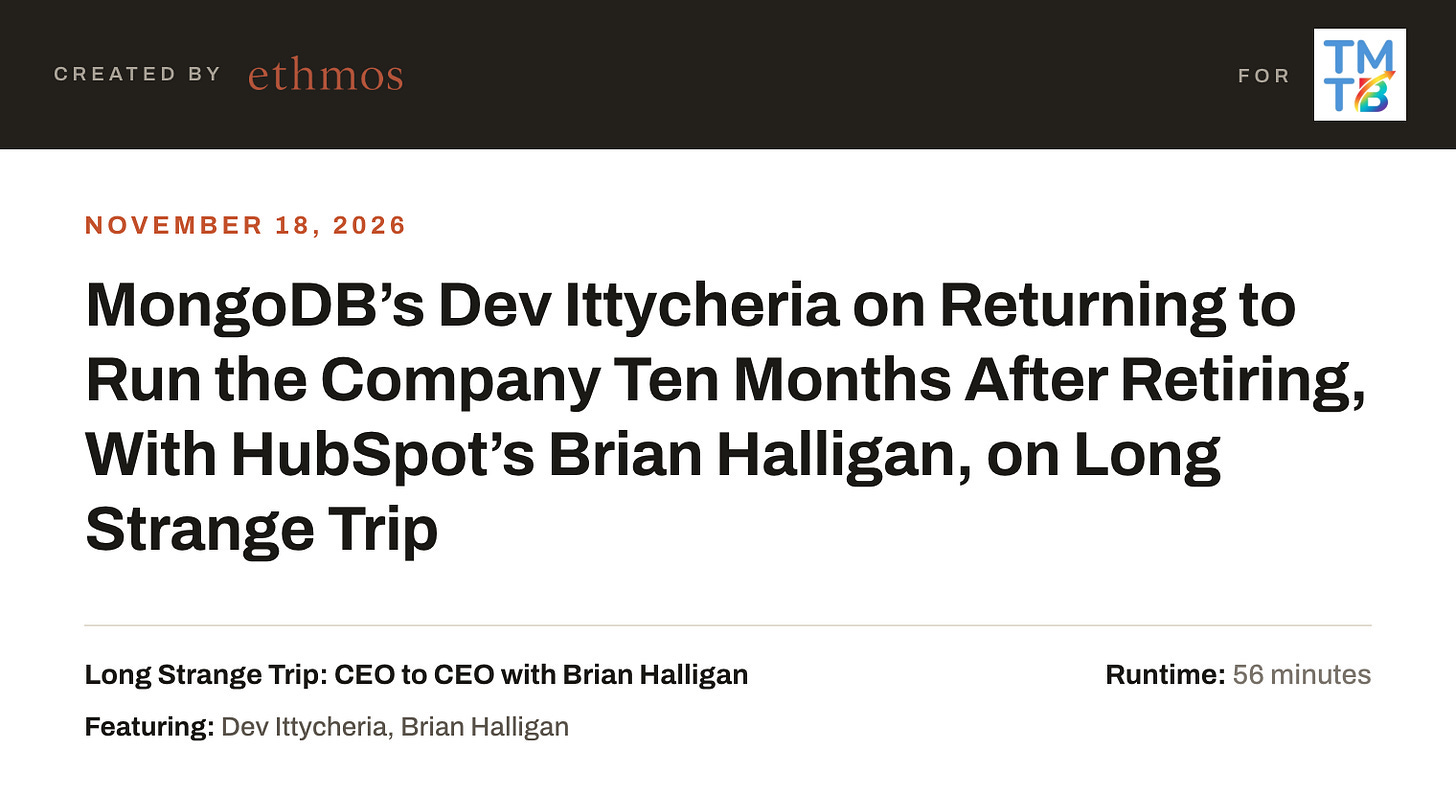 CREATED BY ethmos
FOR
TM
TB
NOVEMBER 18, 2026
MongoDB’s Dev Ittycheria on Returning to
Run the Company Ten Months After Retiring,
With HubSpot’s Brian Halligan, on Long
Strange Trip
Long Strange Trip: CEO to CEO with Brian Halligan
Runtime: 56 minutes
Featuring: Dev Ittycheria, Brian Halligan